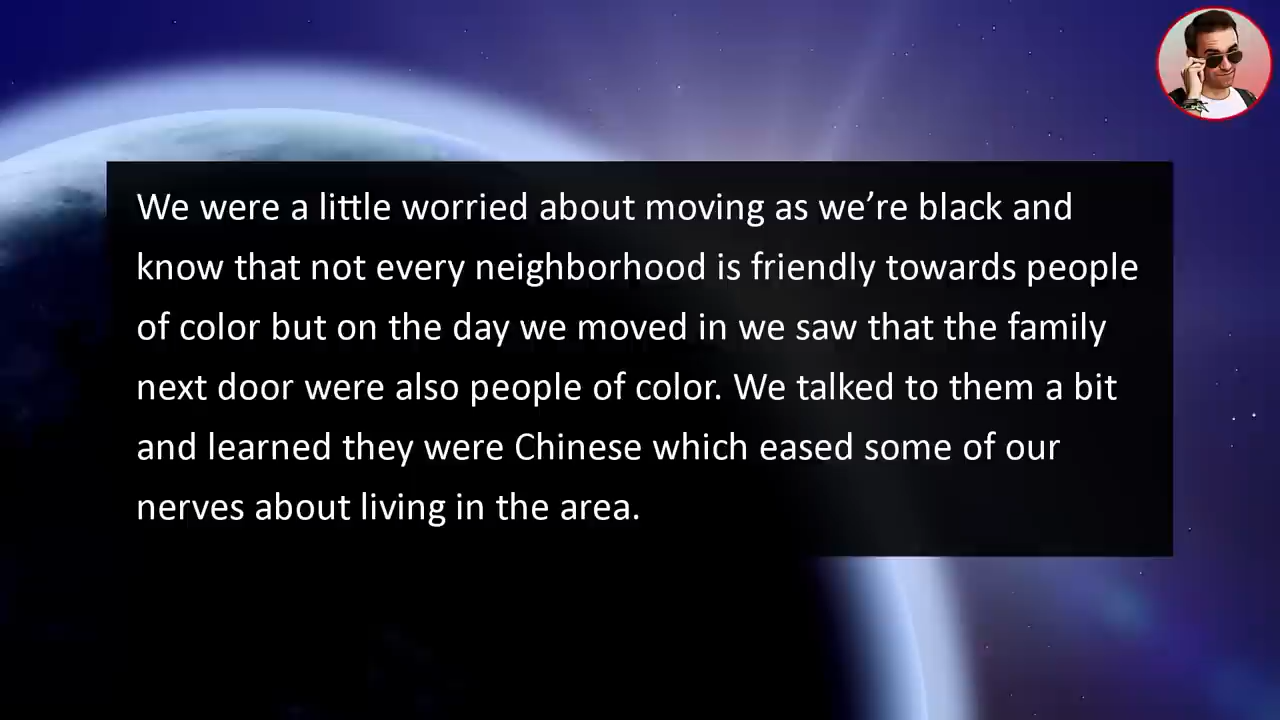 We were a little worried about moving as we’re black and
know that not every neighborhood is friendly towards people
of color but on the day we moved in we saw that the family
next door were also people of color. We talked to them a bit
and learned they were Chinese which eased some of our
nerves about living in the area.